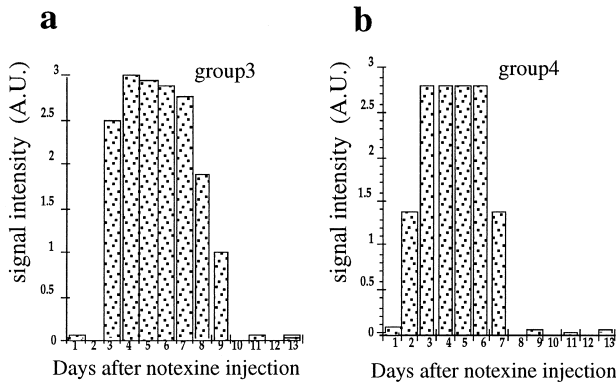 a
group3
signal intensity (A.U.)
3
2.5
2
1.5
1
0.5
0
1 2 3 4 5 6 7 8 9 10 11 12 13
Days after notexine injection
b
group4
signal intensity (A.U.)
3
2.5
2
1.5
1
0.5
0
1 2 3 4 5 6 7 8 9 10 11 12 13
Days after notexine injection